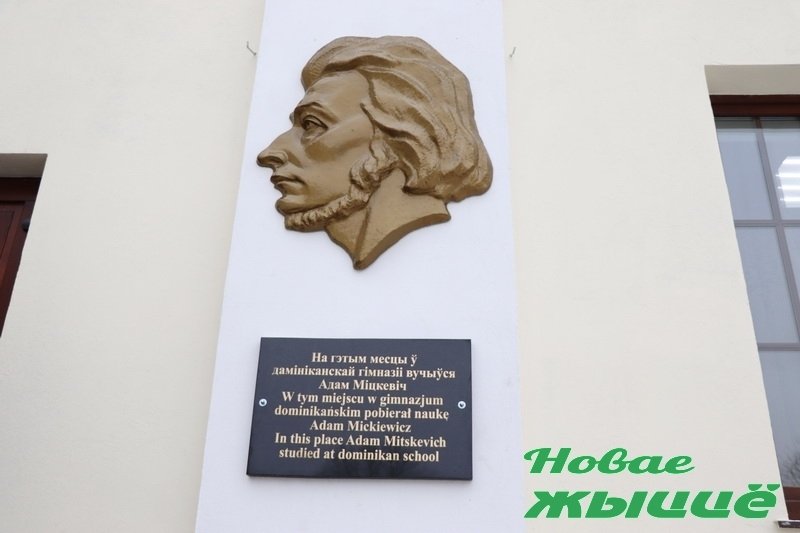 На гэтым месцы ў
дамініканскай гімназіі вучыўся
Адам Міцкевіч
W tym miejscu w gimnazjum
dominikańskim pobierał naukę
Adam Mickiewicz
In this place Adam Mitskevich
studied at dominikan school
Новае
жыццё